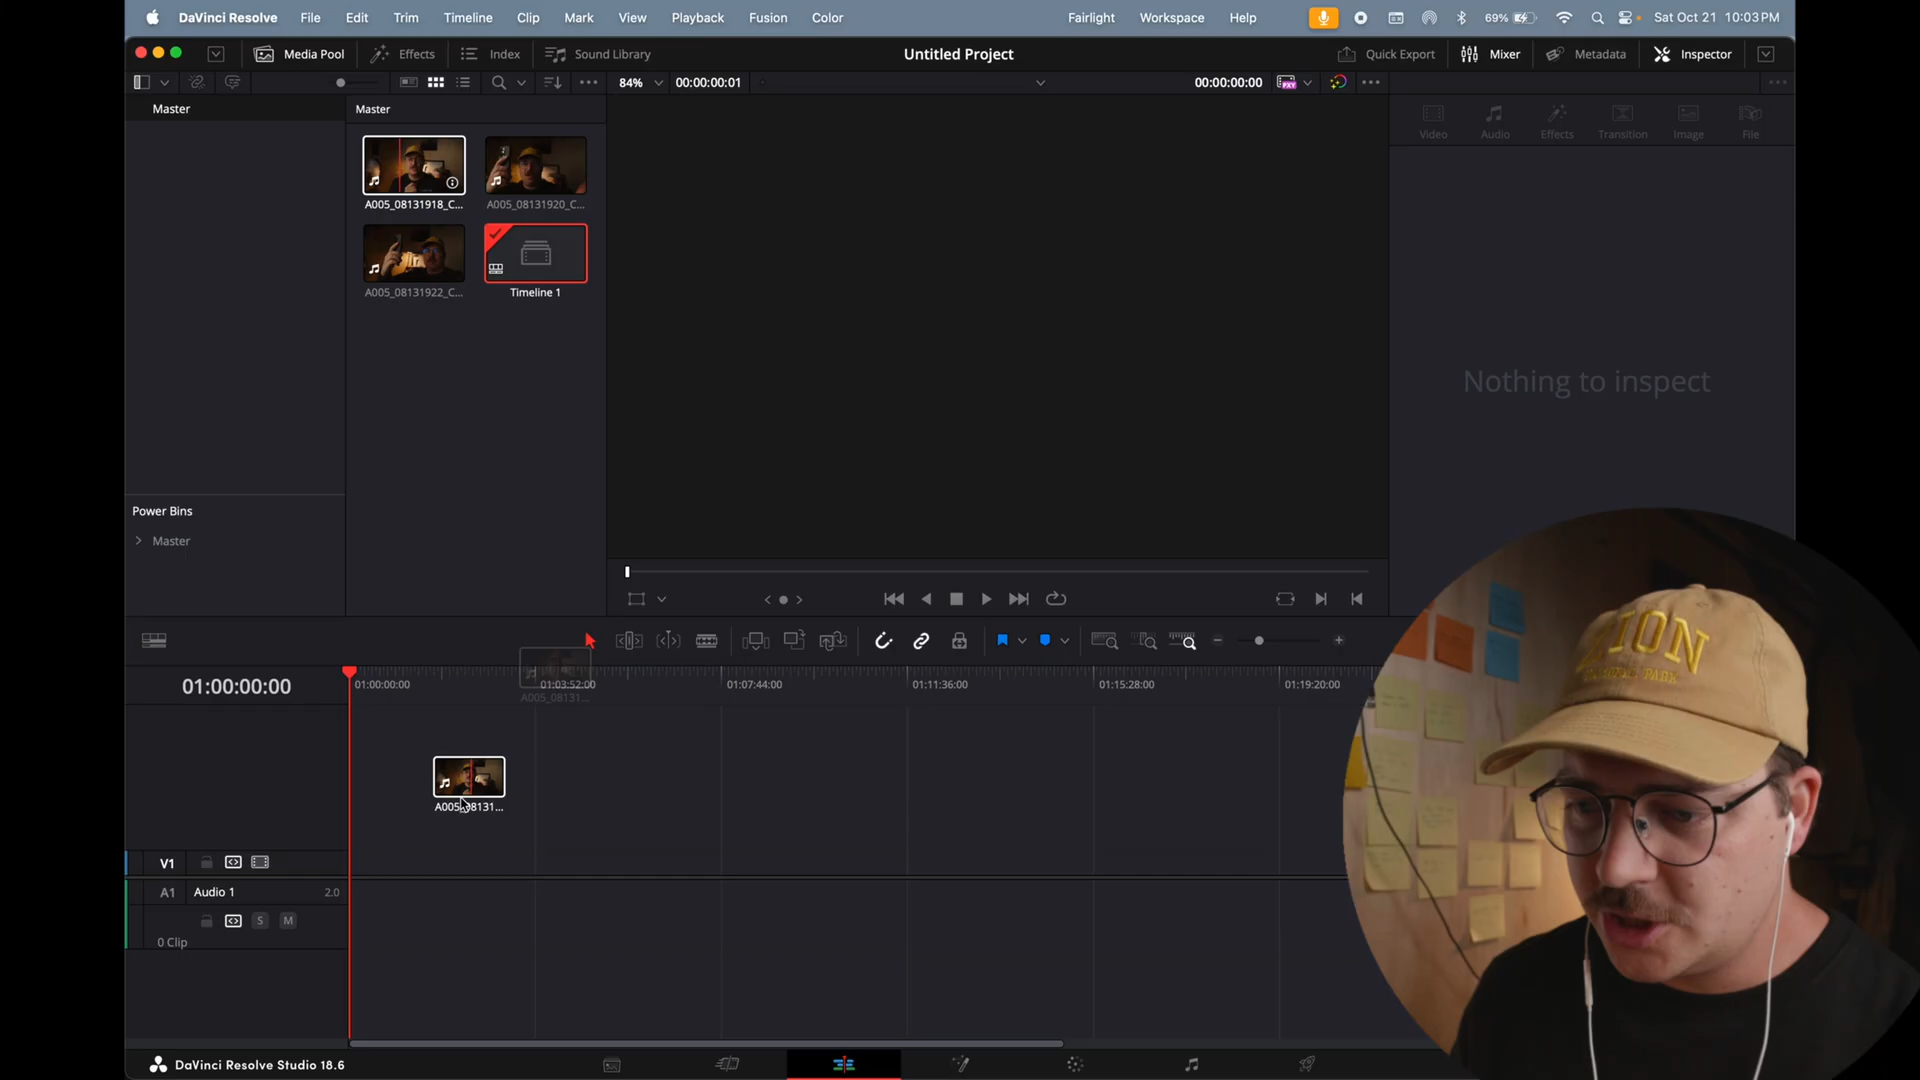 DaVinci Resolve File Edit Trim Timeline Clip Mark View Playback Fusion Color Fairlight Workspace Help 69% Sat Oct 21 10:03 PM
Media Pool Effects Index Sound Library Untitled Project Quick Export Mixer Metadata Inspector
84% 00:00:00:01 00:00:00:00 PXY
Master Master
Video Audio Effects Transition Image File
A005_08131918_C... A005_08131920_C...
A005_08131922_C... Timeline 1
Nothing to inspect
Power Bins
Master
01:00:00:00 01:00:00:00 01:03:52:00 01:07:44:00 01:11:36:00 01:15:28:00 01:19:20:00
A005_08131...
A005_08131...
V1
A1 Audio 1 2.0
S M
0 Clip
DaVinci Resolve Studio 18.6
ZION
NATIONAL PARK